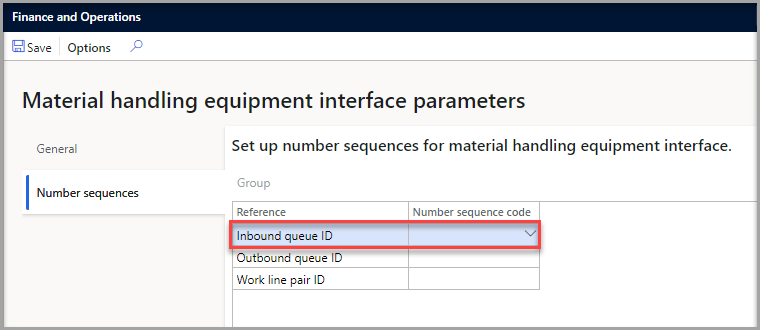 Finance and Operations
Save Options
Material handling equipment interface parameters
General
Number sequences
Set up number sequences for material handling equipment interface.
Group
Reference Number sequence code
Inbound queue ID
Outbound queue ID
Work line pair ID